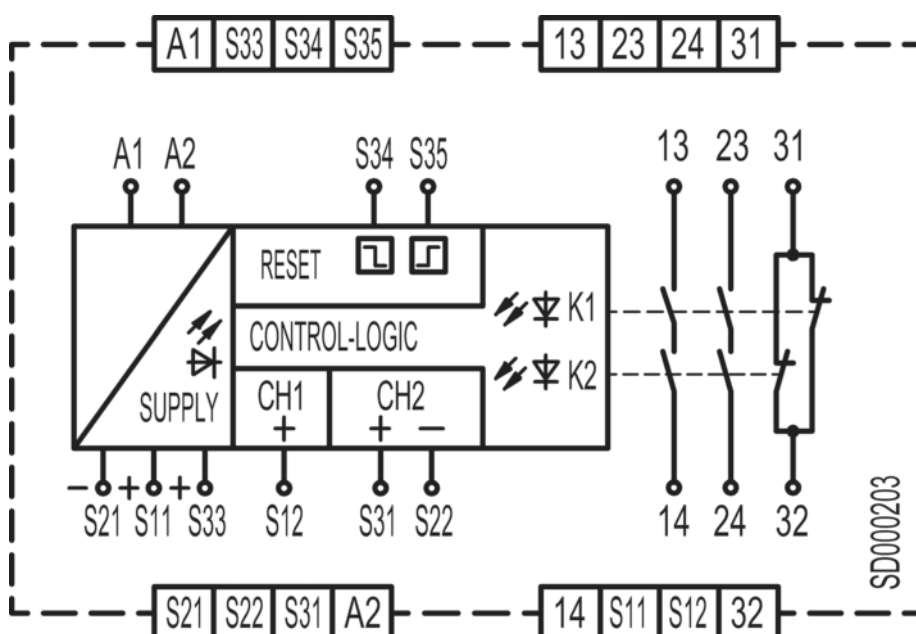 A1 S33 S34 S35 13 23 24 31
A1 A2 S34 S35 13 23 31
RESET
K1
CONTROL-LOGIC
K2
SUPPLY CH1 CH2
+ + −
− + +
S21 S11 S33 S12 S31 S22 14 24 32
SD000203
S21 S22 S31 A2 14 S11 S12 32